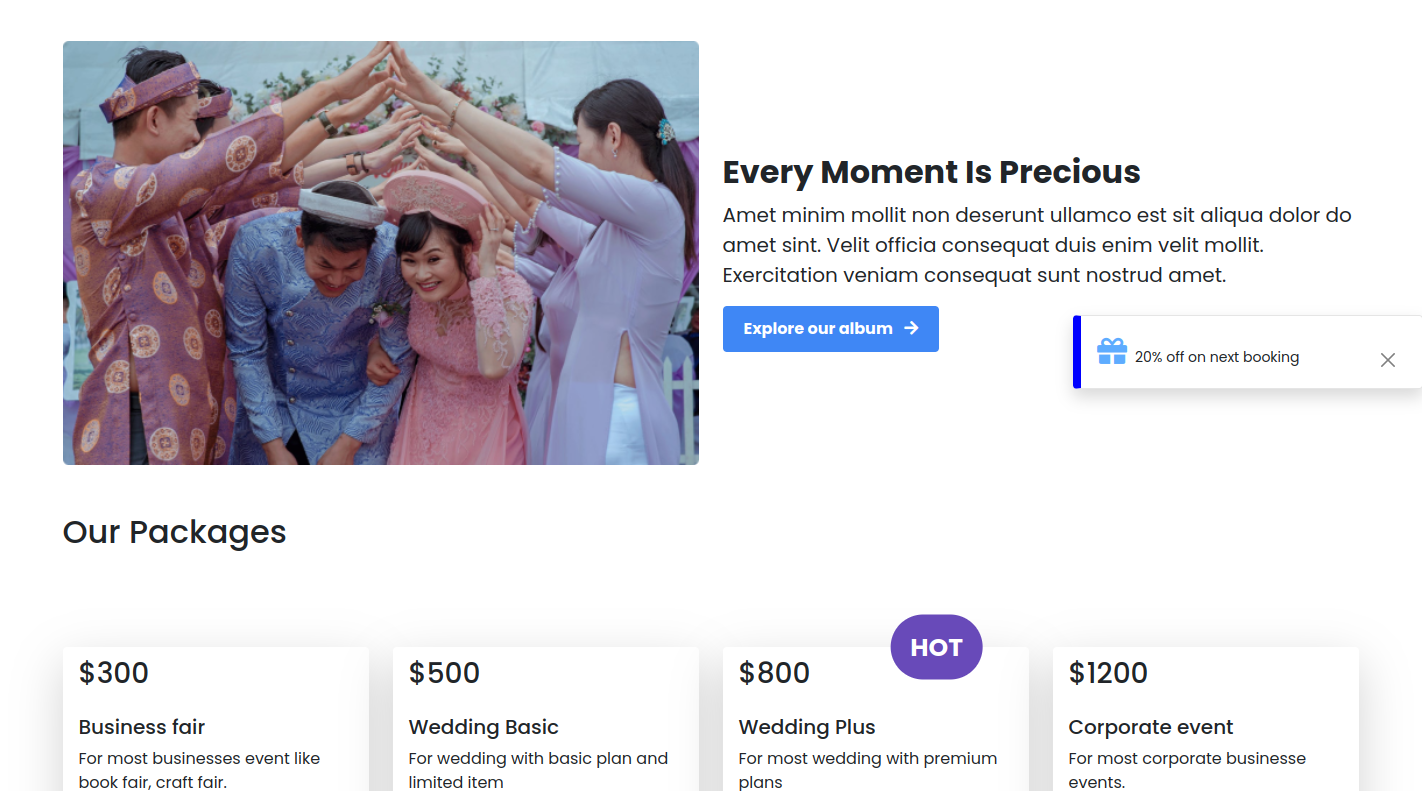 Every Moment Is Precious
Amet minim mollit non deserunt ullamco est sit aliqua dolor do
amet sint. Velit officia consequat duis enim velit mollit.
Exercitation veniam consequat sunt nostrud amet.
Explore our album
20% off on next booking
Our Packages
HOT
$300
Business fair
For most businesses event like
book fair, craft fair.
$500
Wedding Basic
For wedding with basic plan and
limited item
$800
Wedding Plus
For most wedding with premium
plans
$1200
Corporate event
For most corporate businesse
events.